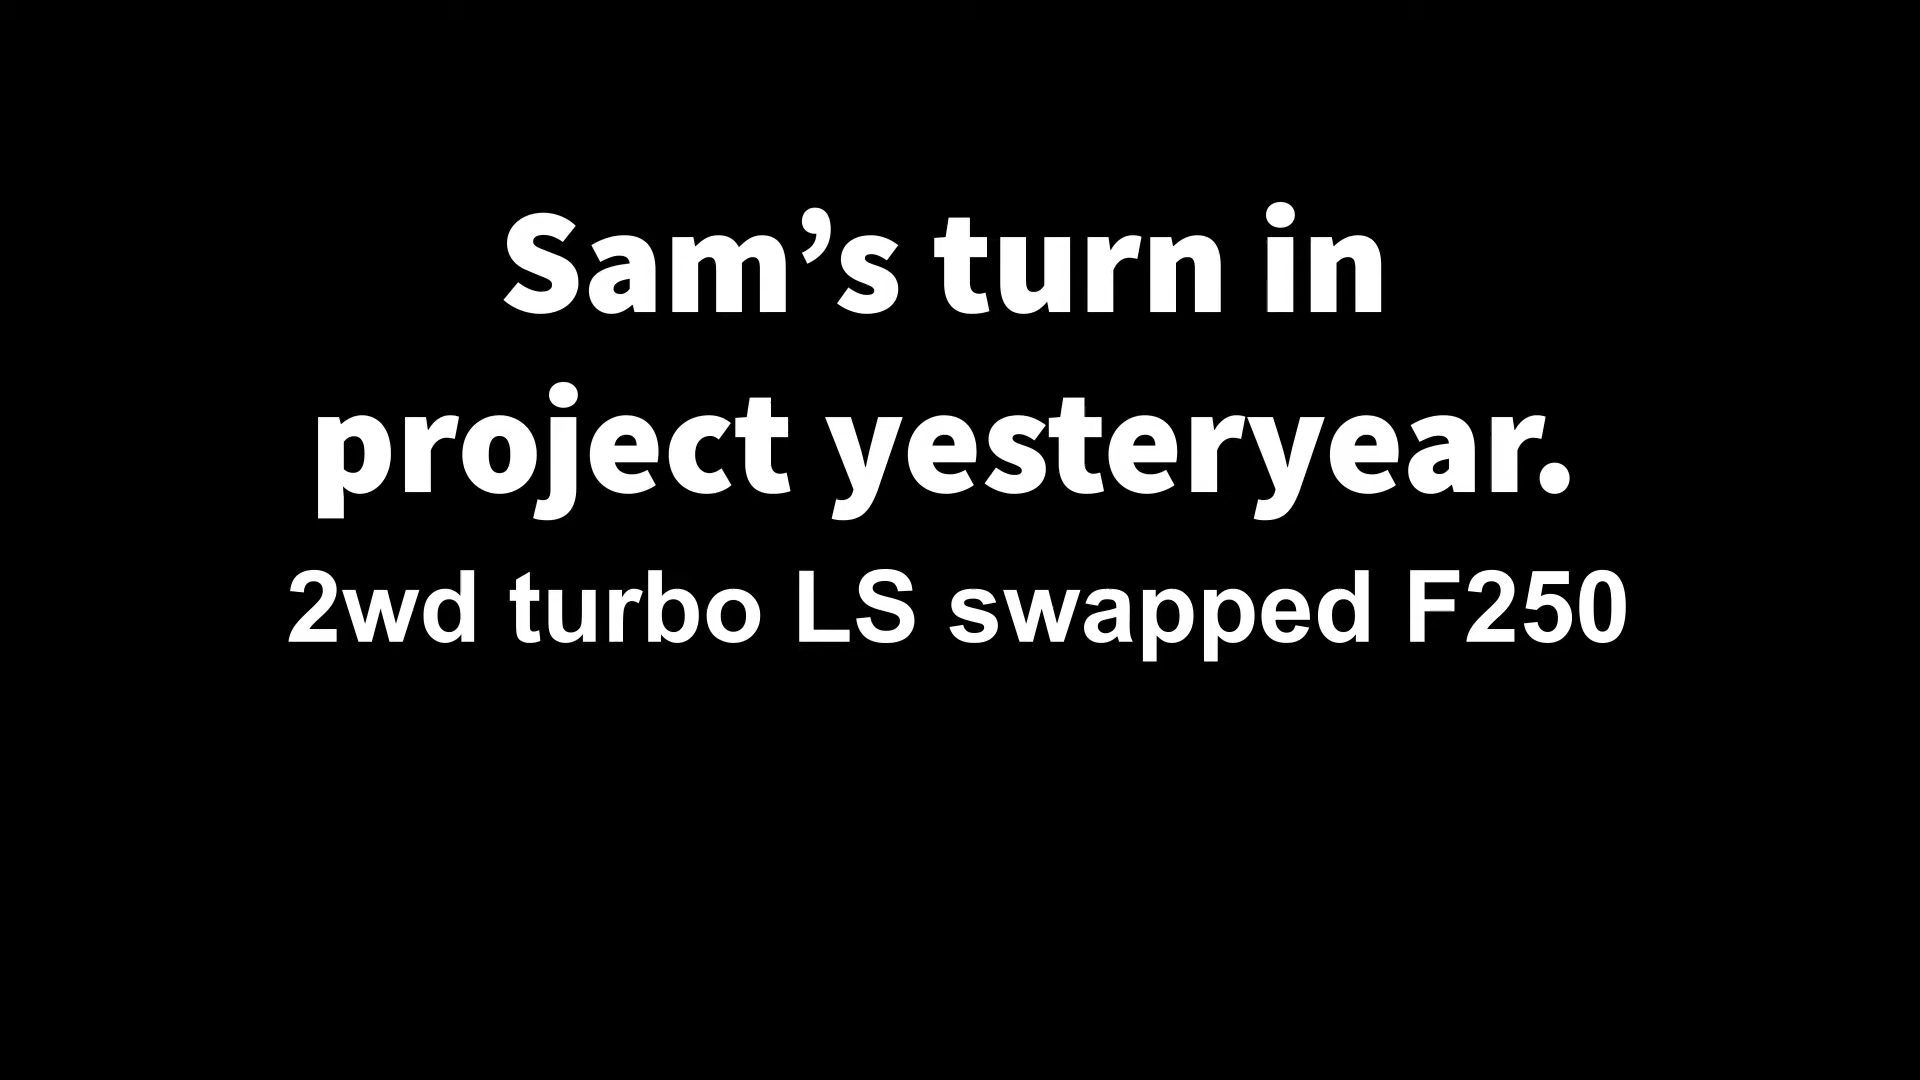 Sam’s turn in
project yesteryear.
2wd turbo LS swapped F250